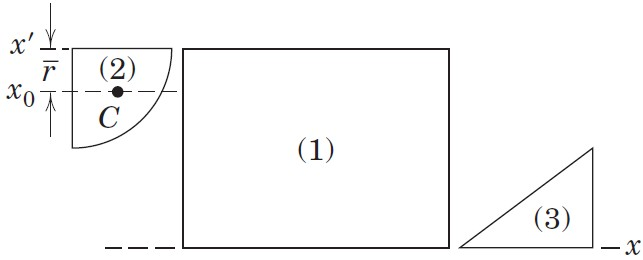 x′
r̅
(2)
x₀
C
(1)
(3)
x